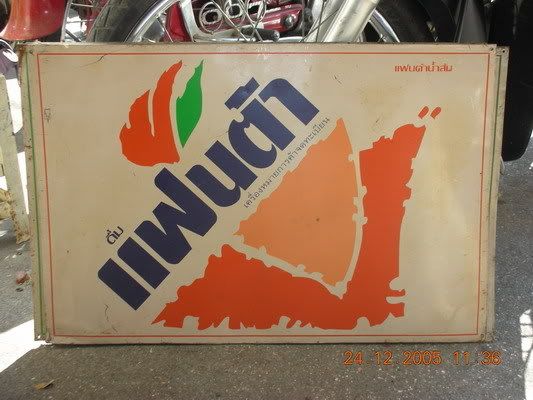 แฟนต้าน้ำส้ม
ดื่ม
แฟนต้า
เครื่องหมายการค้าจดทะเบียน
24 12 2005 11 36